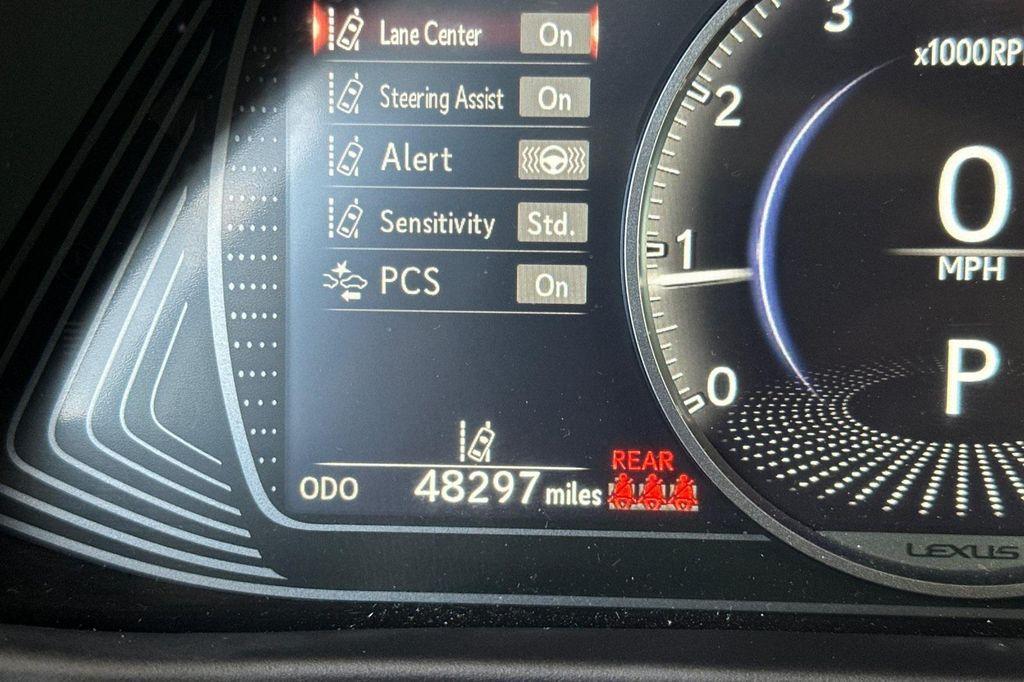 Lane Center On
Steering Assist On
Alert
Sensitivity Std.
PCS On
ODO 48297 miles
REAR
3
x1000RP
2
1
0
0
MPH
P
LEXUS